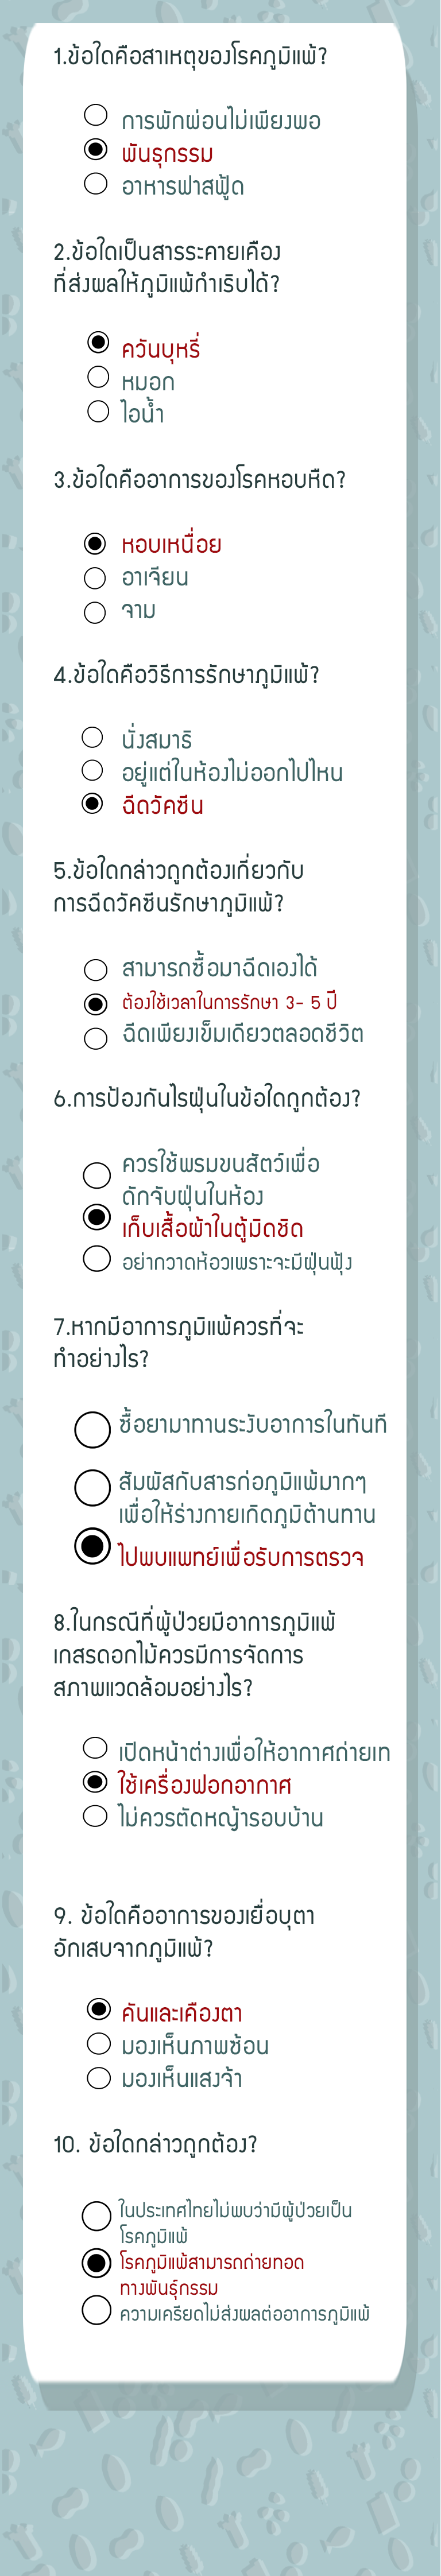 1.ข้อใดคือสาเหตุของโรคภูมิแพ้?
การพักผ่อนไม่เพียงพอ
พันธุกรรม
อาหารฟาสฟู้ด
2.ข้อใดเป็นสารระคายเคือง
ที่ส่งผลให้ภูมิแพ้กำเริบได้?
ควันบุหรี่
หมอก
ไอน้ำ
3.ข้อใดคืออาการของโรคหอบหืด?
หอบเหนื่อย
อาเจียน
จาม
4.ข้อใดคือวิธีการรักษาภูมิแพ้?
นั่งสมาธิ
อยู่แต่ในห้องไม่ออกไปไหน
ฉีดวัคซีน
5.ข้อใดกล่าวถูกต้องเกี่ยวกับ
การฉีดวัคซีนรักษาภูมิแพ้?
สามารถซื้อมาฉีดเองได้
ต้องใช้เวลาในการรักษา 3- 5 ปี
ฉีดเพียงเข็มเดียวตลอดชีวิต
6.การป้องกันไรฝุ่นในข้อใดถูกต้อง?
ควรใช้พรมขนสัตว์เพื่อ
ดักจับฝุ่นในห้อง
เก็บเสื้อผ้าในตู้มิดชิด
อย่ากวาดห้อวเพราะจะมีฝุ่นฟุ้ง
7.หากมีอาการภูมิแพ้ควรที่จะ
ทำอย่างไร?
ซื้อยามาทานระงับอาการในทันที
สัมผัสกับสารก่อภูมิแพ้มากๆ
เพื่อให้ร่างกายเกิดภูมิต้านทาน
ไปพบแพทย์เพื่อรับการตรวจ
8.ในกรณีที่ผู้ป่วยมีอาการภูมิแพ้
เกสรดอกไม้ควรมีการจัดการ
สภาพแวดล้อมอย่างไร?
เปิดหน้าต่างเพื่อให้อากาศถ่ายเท
ใช้เครื่องฟอกอากาศ
ไม่ควรตัดหญ้ารอบบ้าน
9. ข้อใดคืออาการของเยื่อบุตา
อักเสบจากภูมิแพ้?
คันและเคืองตา
มองเห็นภาพซ้อน
มองเห็นแสงจ้า
10. ข้อใดกล่าวถูกต้อง?
ในประเทศไทยไม่พบว่ามีผู้ป่วยเป็น
โรคภูมิแพ้
โรคภูมิแพ้สามารถถ่ายทอด
ทางพันธุ์กรรม
ความเครียดไม่ส่งผลต่ออาการภูมิแพ้